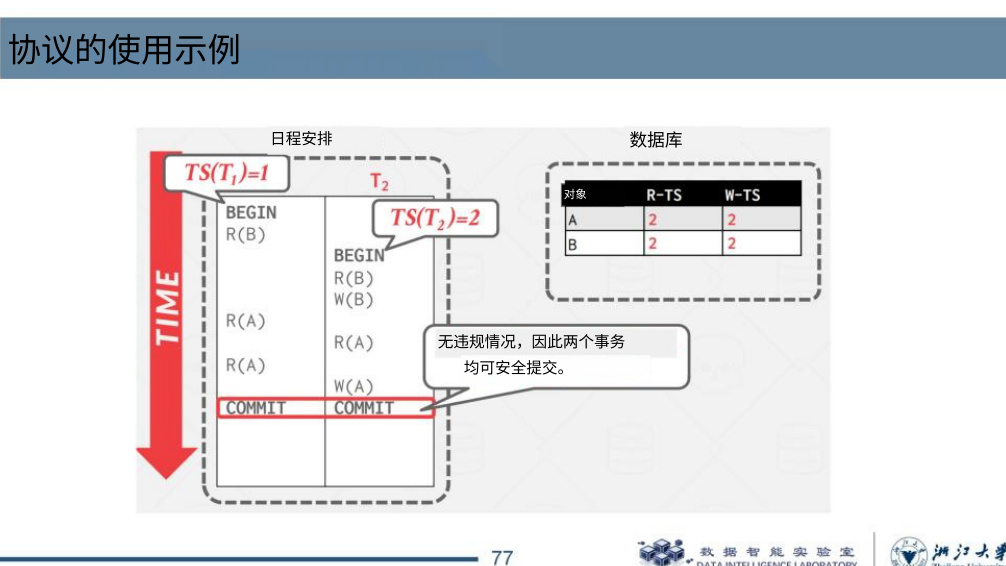 协议的使用示例
日程安排
数据库
TS(T1)=1
T2
TS(T2)=2
BEGIN
R(B)
BEGIN
R(B)
W(B)
R(A)
R(A)
R(A)
W(A)
COMMIT COMMIT
TIME
对象 R-TS W-TS
A 2 2
B 2 2
无违规情况，因此两个事务
均可安全提交。
77
数据智能实验室
DATA INTELLIGENCE LABORATORY
浙江大学